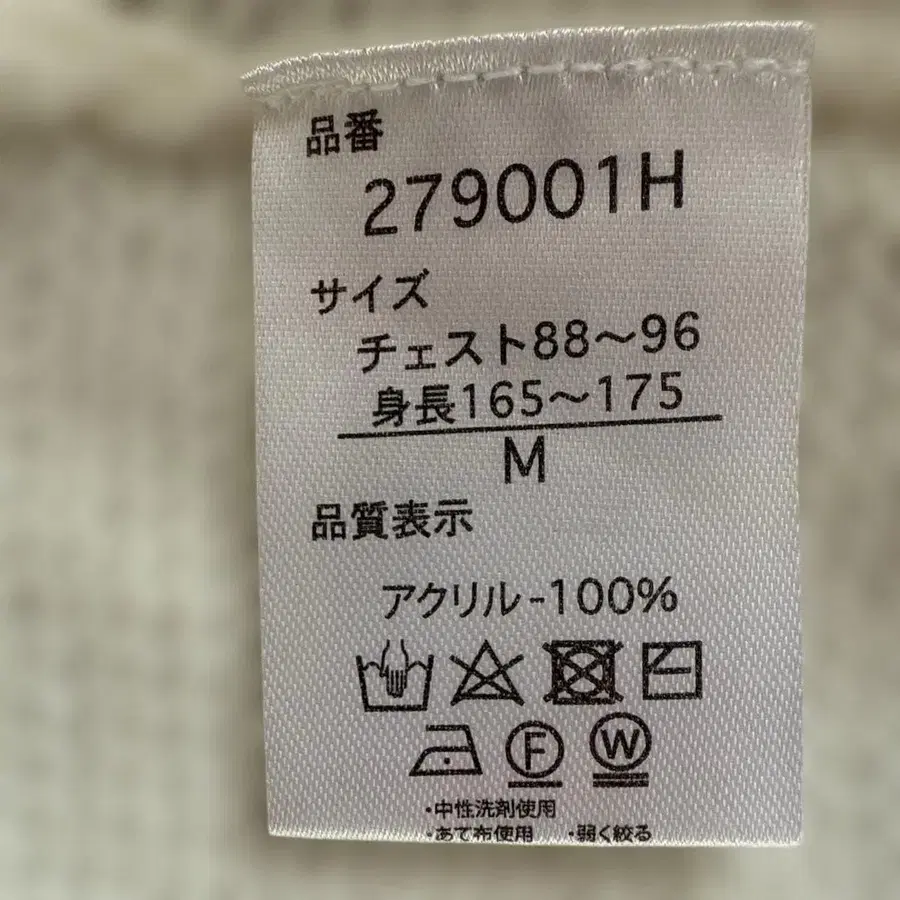 品番
279001H
サイズ
チェスト88〜96
身長165〜175
M
品質表示
アクリル-100%
F W
・中性洗剤使用
・あて布使用 ・弱く絞る